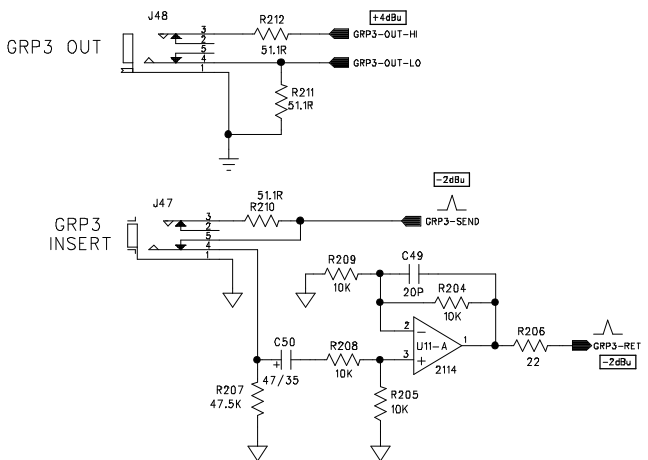 J48
GRP3 OUT
3
2
5
4
1
R212
51.1R
+4dBu
GRP3-OUT-HI
GRP3-OUT-LO
R211
51.1R
J47
GRP3
INSERT
3
2
5
4
1
51.1R
R210
-2dBu
GRP3-SEND
R209
10K
C49
20P
R204
10K
2
-
U11-A
1
3
+
2114
R206
22
GRP3-RET
-2dBu
C50
+
47/35
R208
10K
R207
47.5K
R205
10K